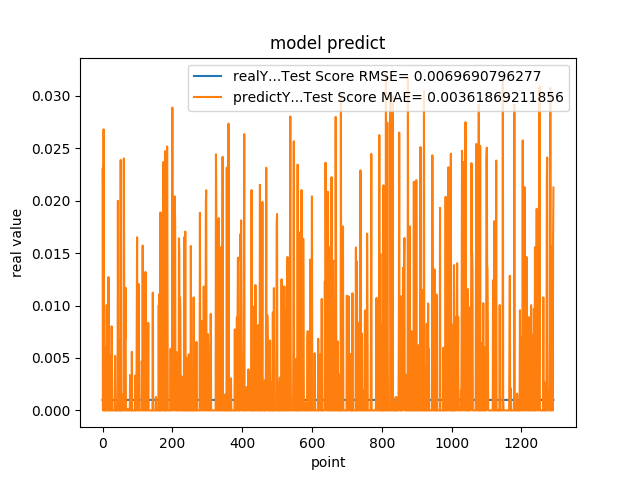 model predict
realY...Test Score RMSE= 0.0069690796277
predictY...Test Score MAE= 0.00361869211856
0.030
0.025
0.020
0.015
0.010
0.005
0.000
real value
0 200 400 600 800 1000 1200
point